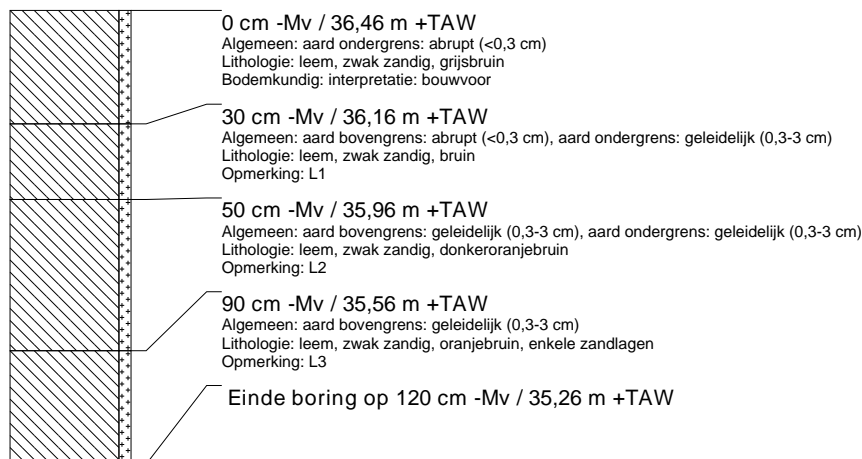 0 cm -Mv / 36,46 m +TAW
Algemeen: aard ondergrens: abrupt (<0,3 cm)
Lithologie: leem, zwak zandig, grijsbruin
Bodemkundig: interpretatie: bouwvoor
30 cm -Mv / 36,16 m +TAW
Algemeen: aard bovengrens: abrupt (<0,3 cm), aard ondergrens: geleidelijk (0,3-3 cm)
Lithologie: leem, zwak zandig, bruin
Opmerking: L1
50 cm -Mv / 35,96 m +TAW
Algemeen: aard bovengrens: geleidelijk (0,3-3 cm), aard ondergrens: geleidelijk (0,3-3 cm)
Lithologie: leem, zwak zandig, donkeroranjebruin
Opmerking: L2
90 cm -Mv / 35,56 m +TAW
Algemeen: aard bovengrens: geleidelijk (0,3-3 cm)
Lithologie: leem, zwak zandig, oranjebruin, enkele zandlagen
Opmerking: L3
Einde boring op 120 cm -Mv / 35,26 m +TAW